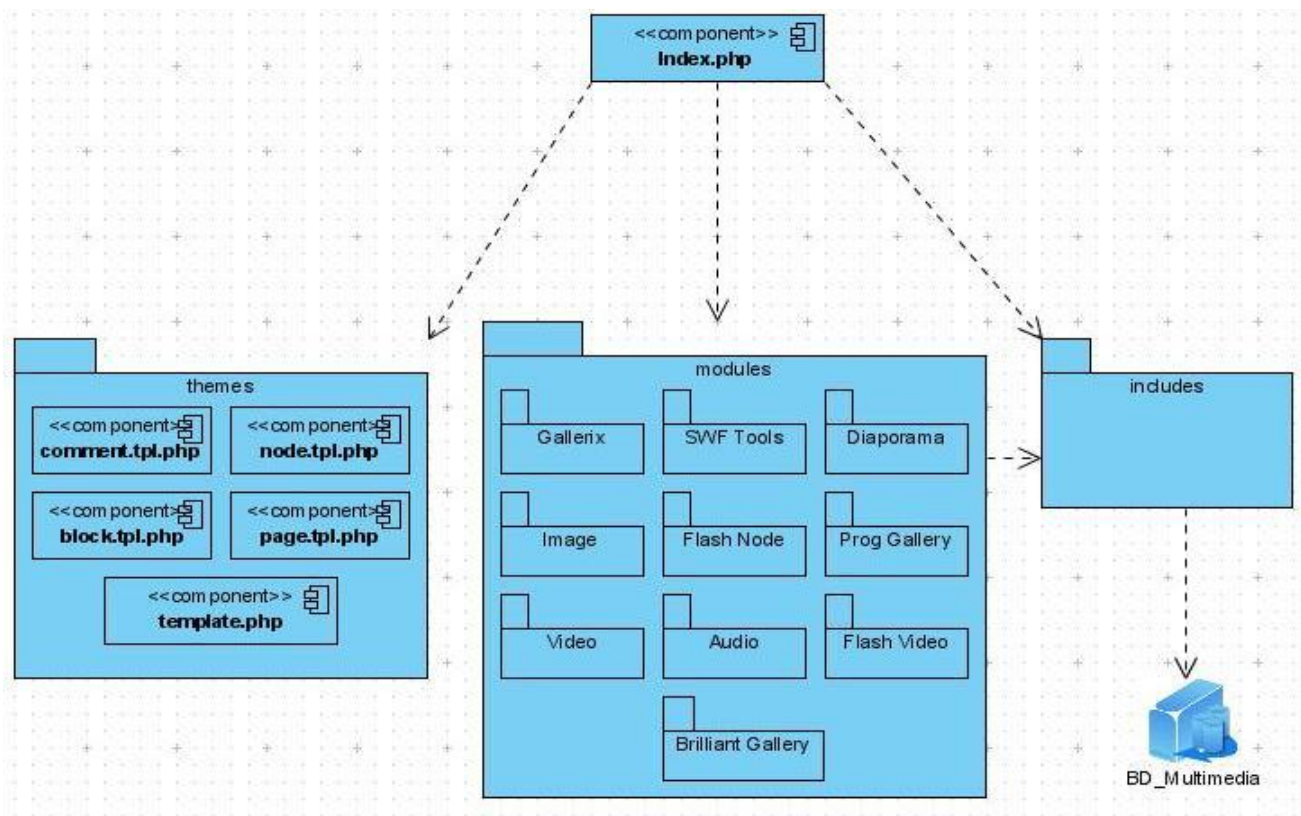 <<component>>
Index.php
themes
<<component>>
comment.tpl.php
<<component>>
node.tpl.php
<<component>>
block.tpl.php
<<component>>
page.tpl.php
<<component>>
template.php
modules
Gallerix
SWF Tools
Diaporama
Image
Flash Node
Prog Gallery
Video
Audio
Flash Video
Brilliant Gallery
includes
BD_Multimedia